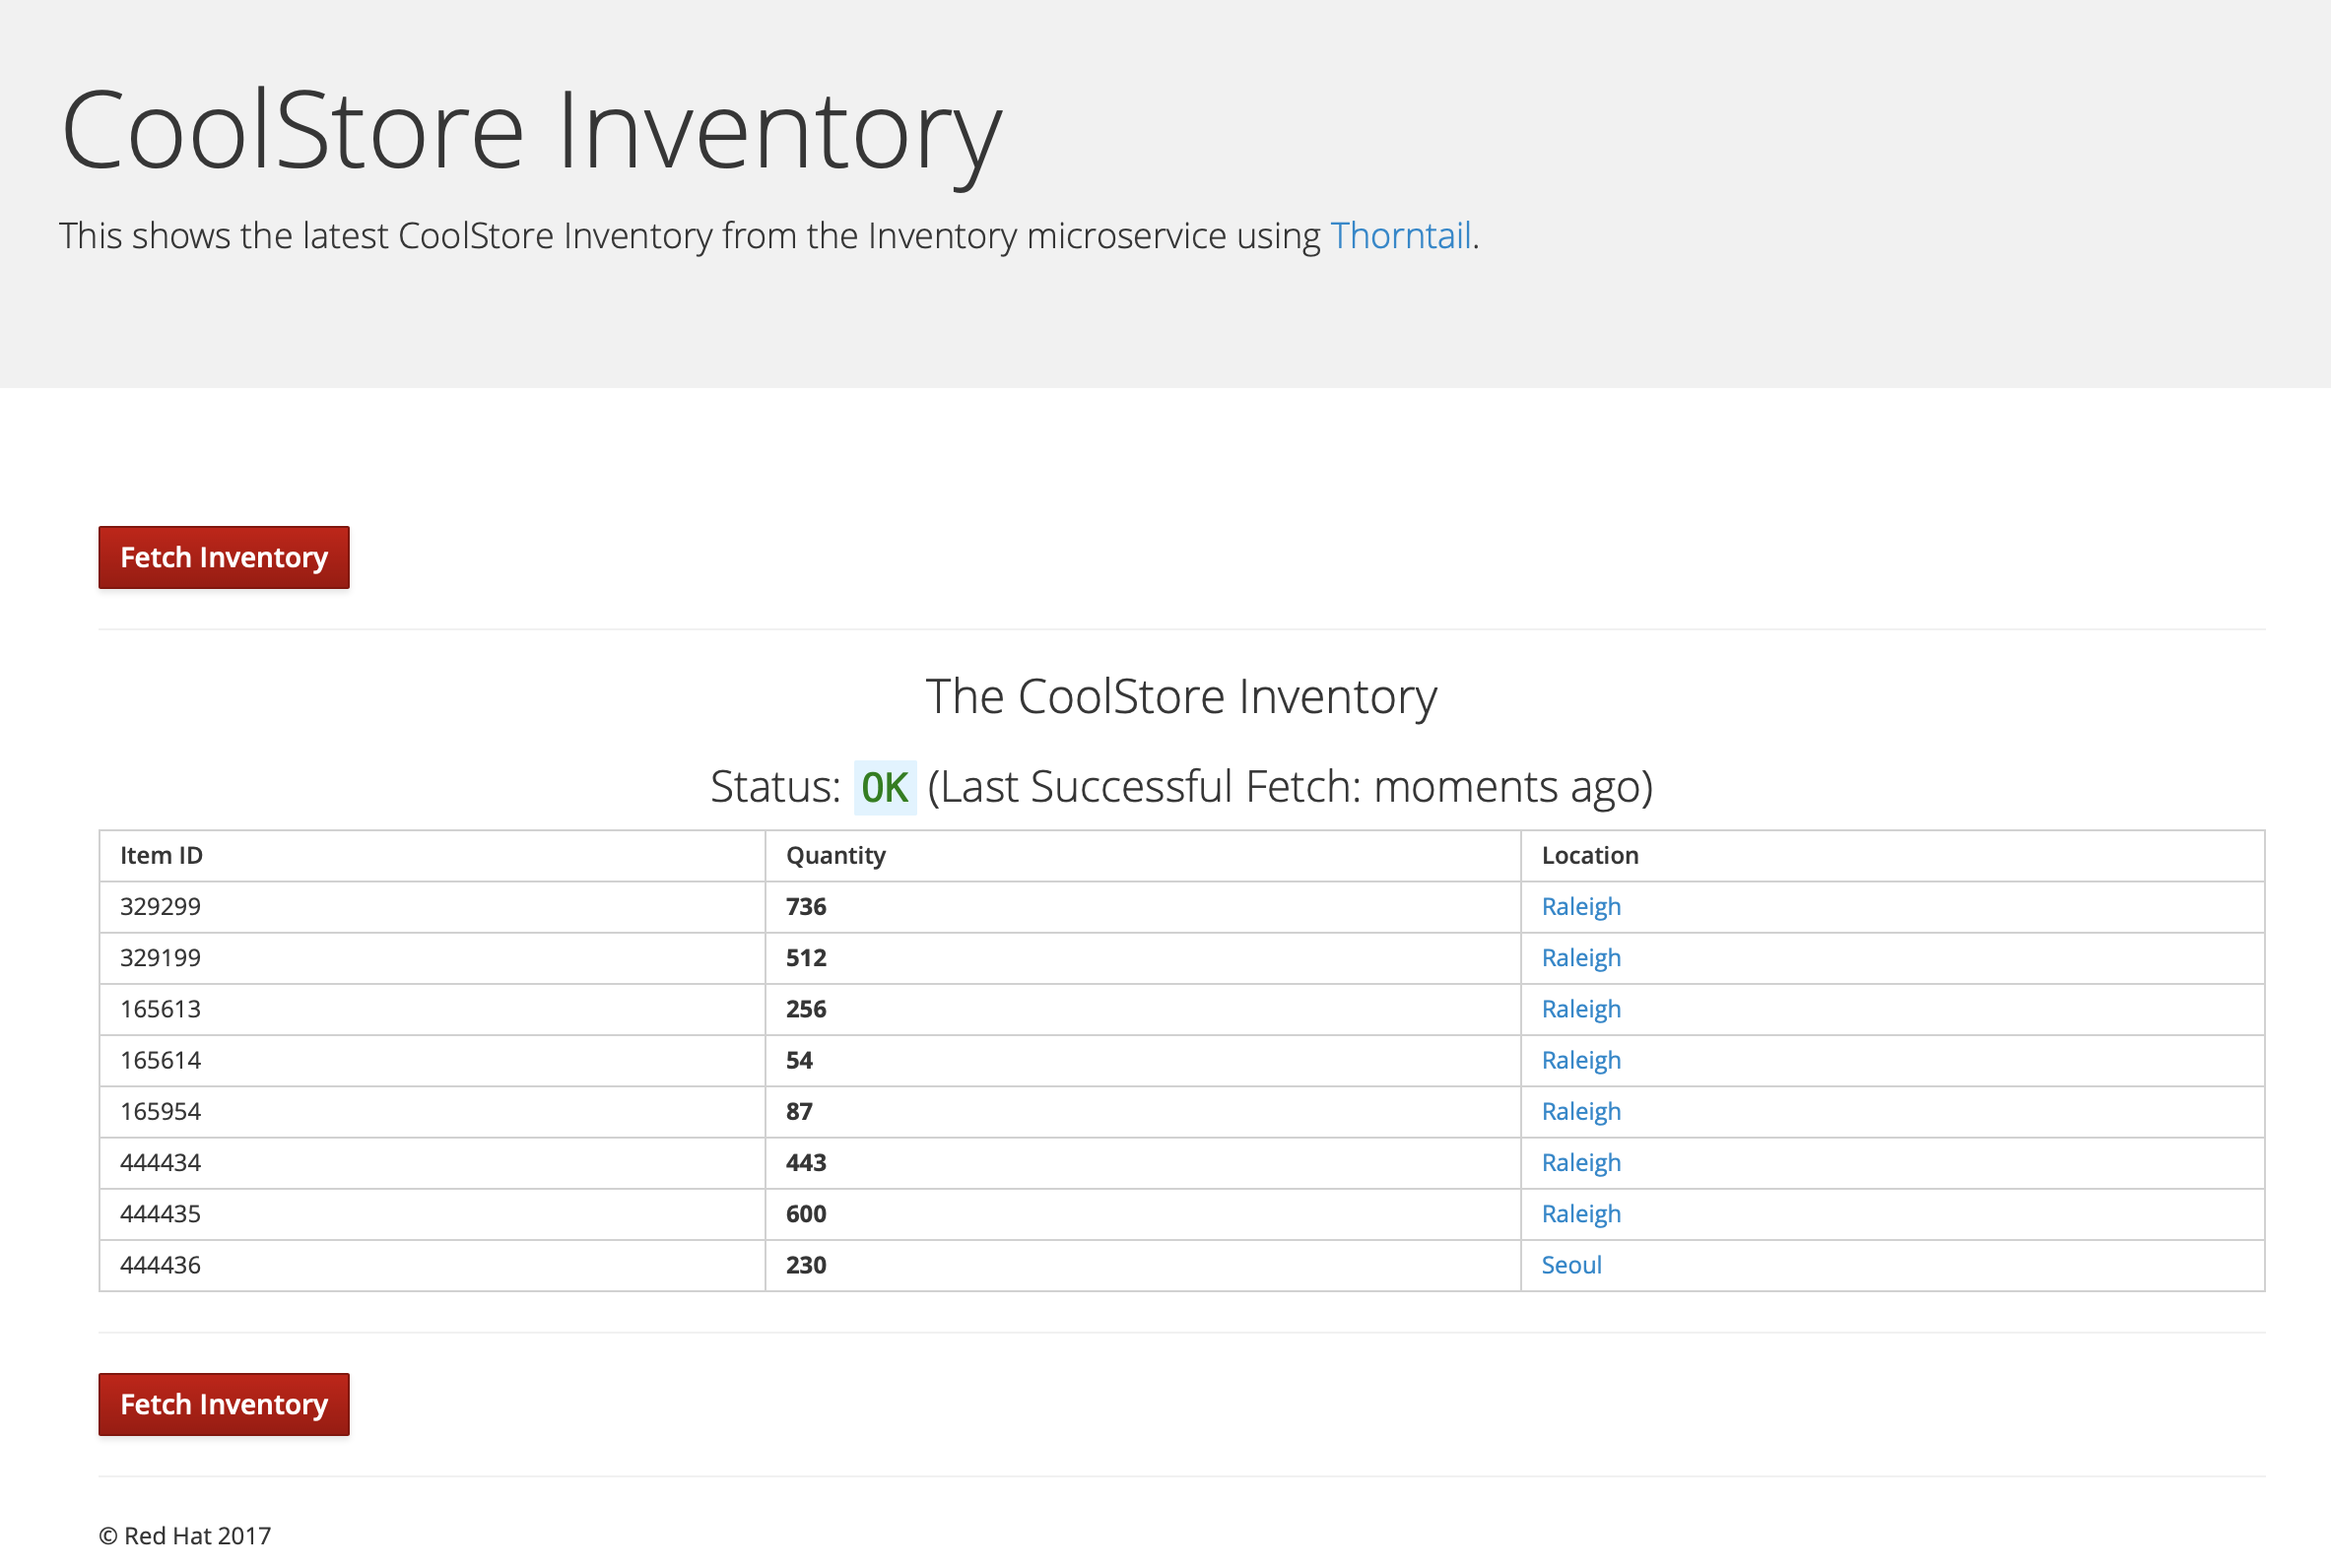 CoolStore Inventory
This shows the latest CoolStore Inventory from the Inventory microservice using Thorntail.
Fetch Inventory
The CoolStore Inventory
Status: OK (Last Successful Fetch: moments ago)
Item ID Quantity Location
329299 736 Raleigh
329199 512 Raleigh
165613 256 Raleigh
165614 54 Raleigh
165954 87 Raleigh
444434 443 Raleigh
444435 600 Raleigh
444436 230 Seoul
Fetch Inventory
© Red Hat 2017